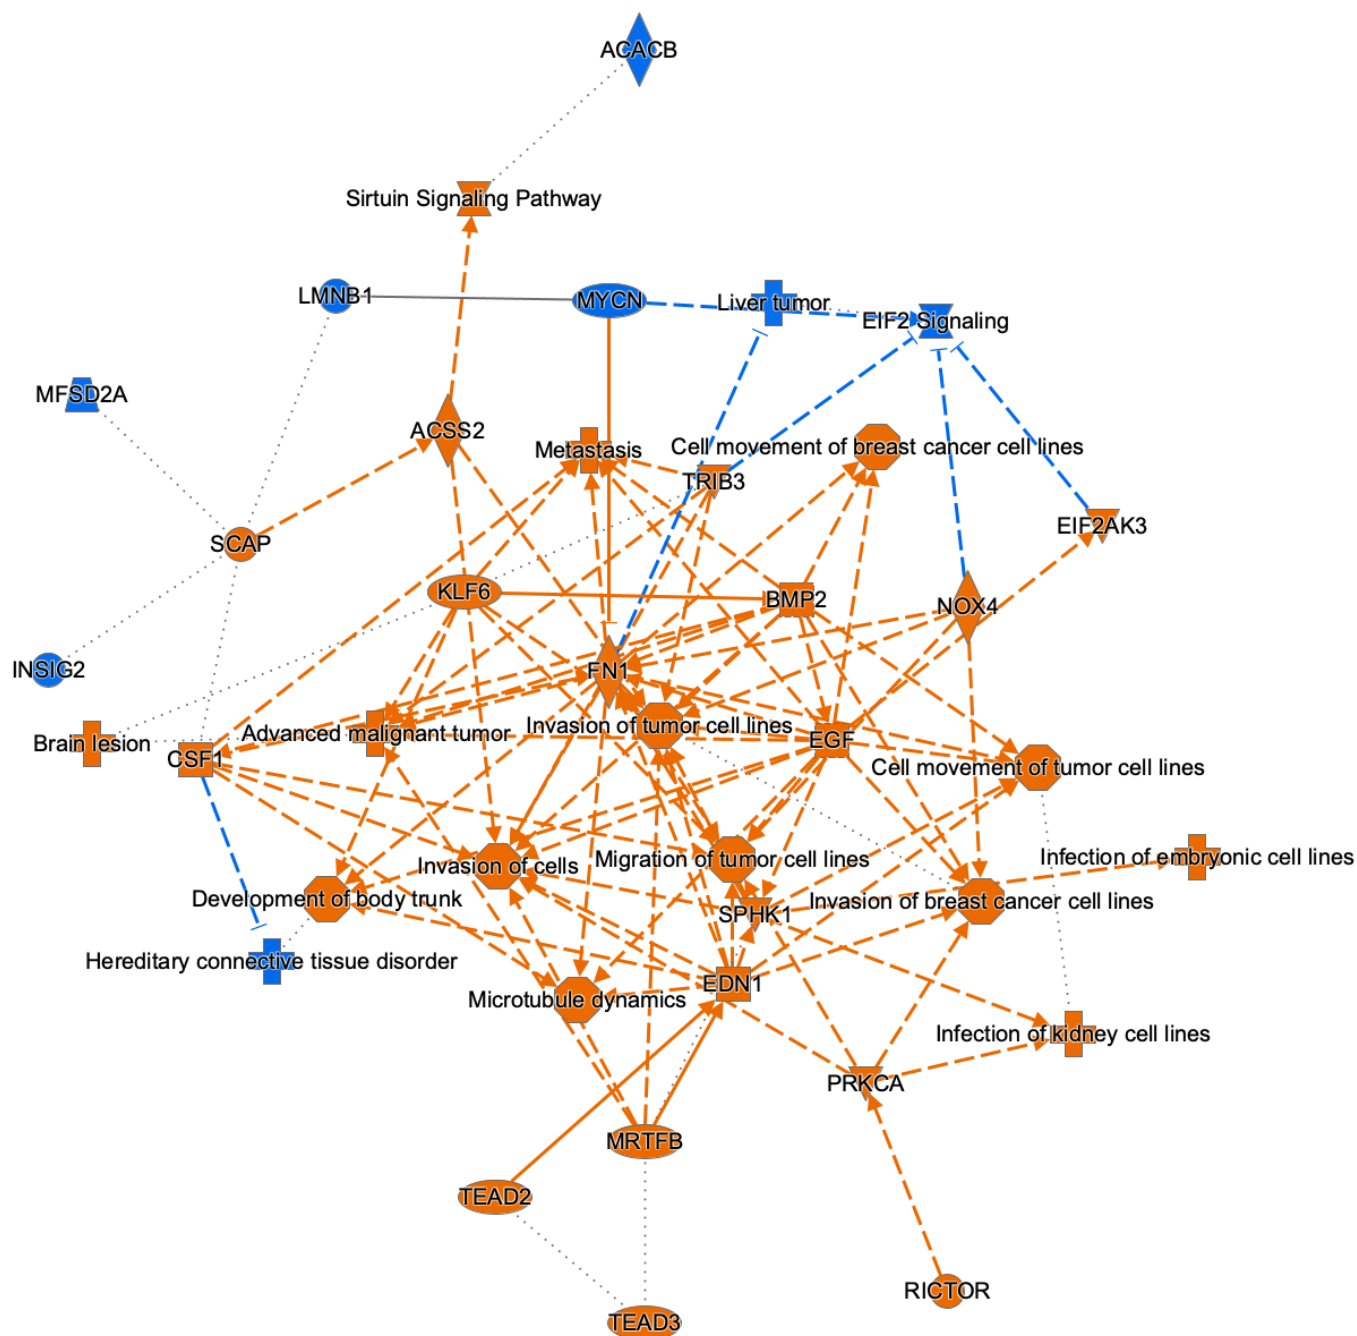 ACACB
Sirtuin Signaling Pathway
LMNB1
MYCN
Liver tumor
EIF2 Signaling
MFSD2A
ACSS2
Metastasis
Cell movement of breast cancer cell lines
TRIB3
EIF2AK3
SCAP
KLF6
BMP2
NOX4
INSIG2
FN1
Invasion of tumor cell lines
Advanced malignant tumor
EGF
Brain lesion
CSF1
Cell movement of tumor cell lines
Infection of embryonic cell lines
Migration of tumor cell lines
Invasion of cells
Development of body trunk
Invasion of breast cancer cell lines
SPHK1
Hereditary connective tissue disorder
EDN1
Microtubule dynamics
Infection of kidney cell lines
PRKCA
MRTFB
TEAD2
RICTOR
TEAD3